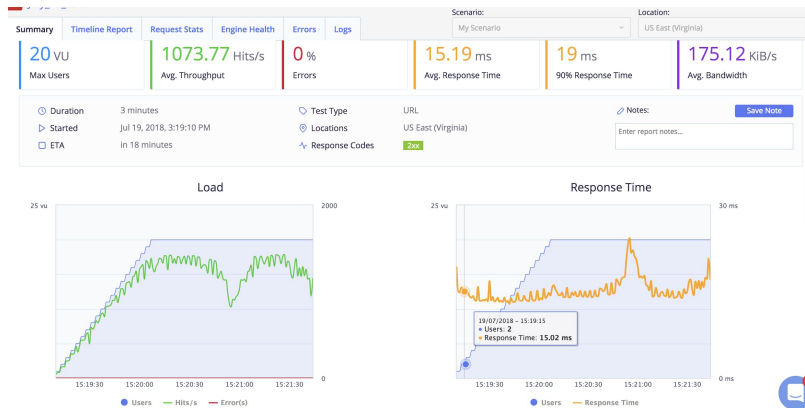 Scenario:
Location:
Summary Timeline Report Request Stats Engine Health Errors Logs
My Scenario
US East (Virginia)
20 VU
Max Users
1073.77 Hits/s
Avg. Throughput
0 %
Errors
15.19 ms
Avg. Response Time
19 ms
90% Response Time
175.12 KiB/s
Avg. Bandwidth
Duration 3 minutes
Started Jul 19, 2018, 3:19:10 PM
ETA in 18 minutes
Test Type URL
Locations US East (Virginia)
Response Codes 2xx
Notes:
Save Note
Enter report notes...
Load
25 vu
2000
0
15:19:30 15:20:00 15:20:30 15:21:00 15:21:30
Users Hits/s Error(s)
Response Time
25 vu
30 ms
19/07/2018 – 15:19:15
Users: 2
Response Time: 15.02 ms
0 ms
15:19:30 15:20:00 15:20:30 15:21:00 15:21:30
Users Response Time